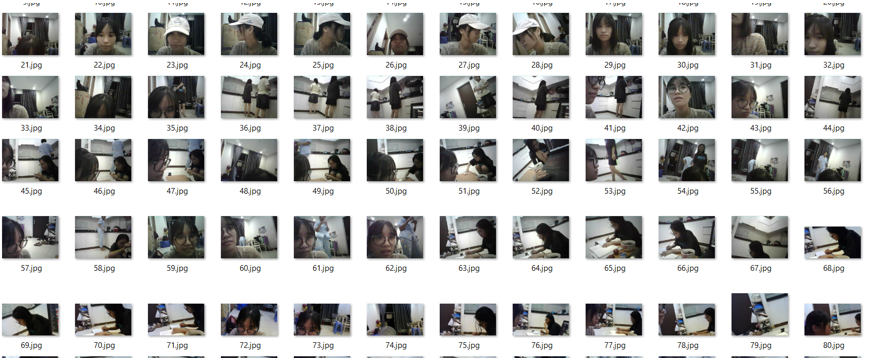 21.jpg 22.jpg 23.jpg 24.jpg 25.jpg 26.jpg 27.jpg 28.jpg 29.jpg 30.jpg 31.jpg 32.jpg
33.jpg 34.jpg 35.jpg 36.jpg 37.jpg 38.jpg 39.jpg 40.jpg 41.jpg 42.jpg 43.jpg 44.jpg
45.jpg 46.jpg 47.jpg 48.jpg 49.jpg 50.jpg 51.jpg 52.jpg 53.jpg 54.jpg 55.jpg 56.jpg
57.jpg 58.jpg 59.jpg 60.jpg 61.jpg 62.jpg 63.jpg 64.jpg 65.jpg 66.jpg 67.jpg 68.jpg
69.jpg 70.jpg 71.jpg 72.jpg 73.jpg 74.jpg 75.jpg 76.jpg 77.jpg 78.jpg 79.jpg 80.jpg